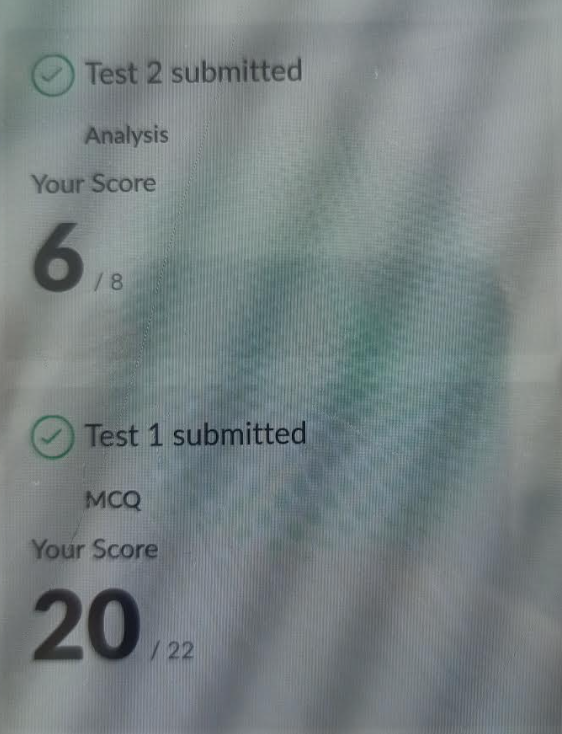 Test 2 submitted
Analysis
Your Score
6 / 8
Test 1 submitted
MCQ
Your Score
20 / 22